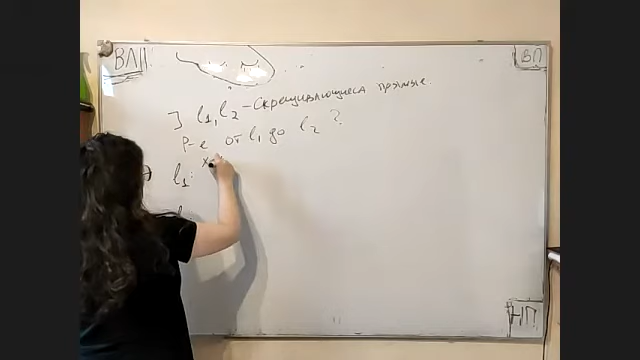 ВЛП
ВП
] l₁, l₂ - скрещивающиеся прямые.
Р-е от l₁ до l₂ ?
l₁: x-
НП